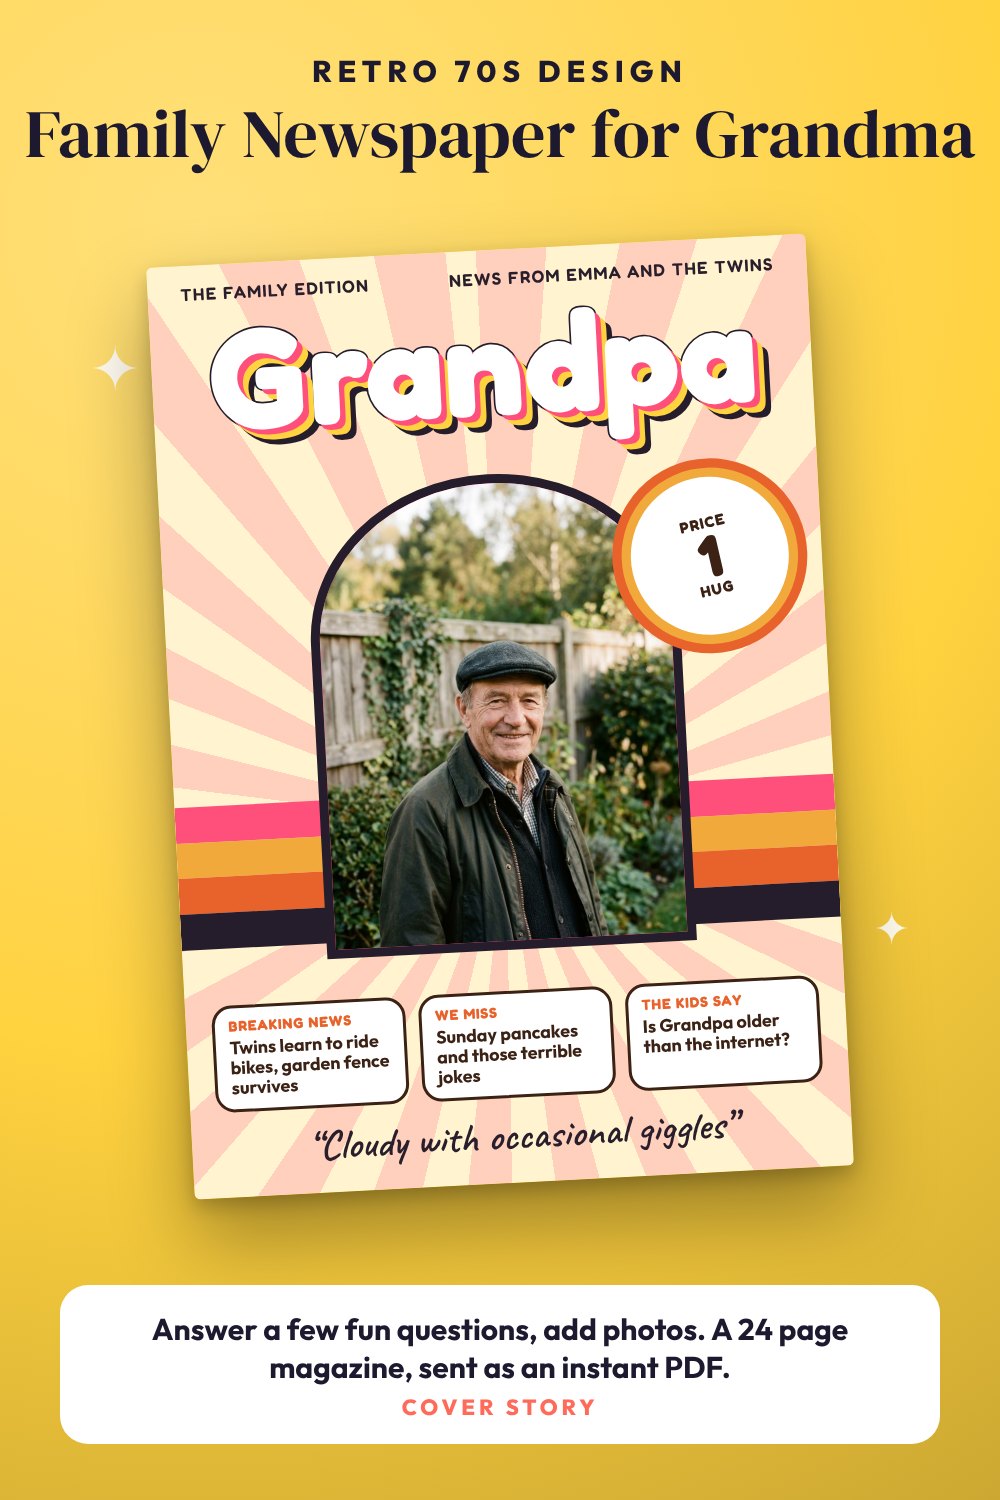 RETRO 70S DESIGN
Family Newspaper for Grandma
THE FAMILY EDITION
NEWS FROM EMMA AND THE TWINS
Grandpa
PRICE
1
HUG
BREAKING NEWS
Twins learn to ride
bikes, garden fence
survives
WE MISS
Sunday pancakes
and those terrible
jokes
THE KIDS SAY
Is Grandpa older
than the internet?
“Cloudy with occasional giggles”
Answer a few fun questions, add photos. A 24 page
magazine, sent as an instant PDF.
COVER STORY